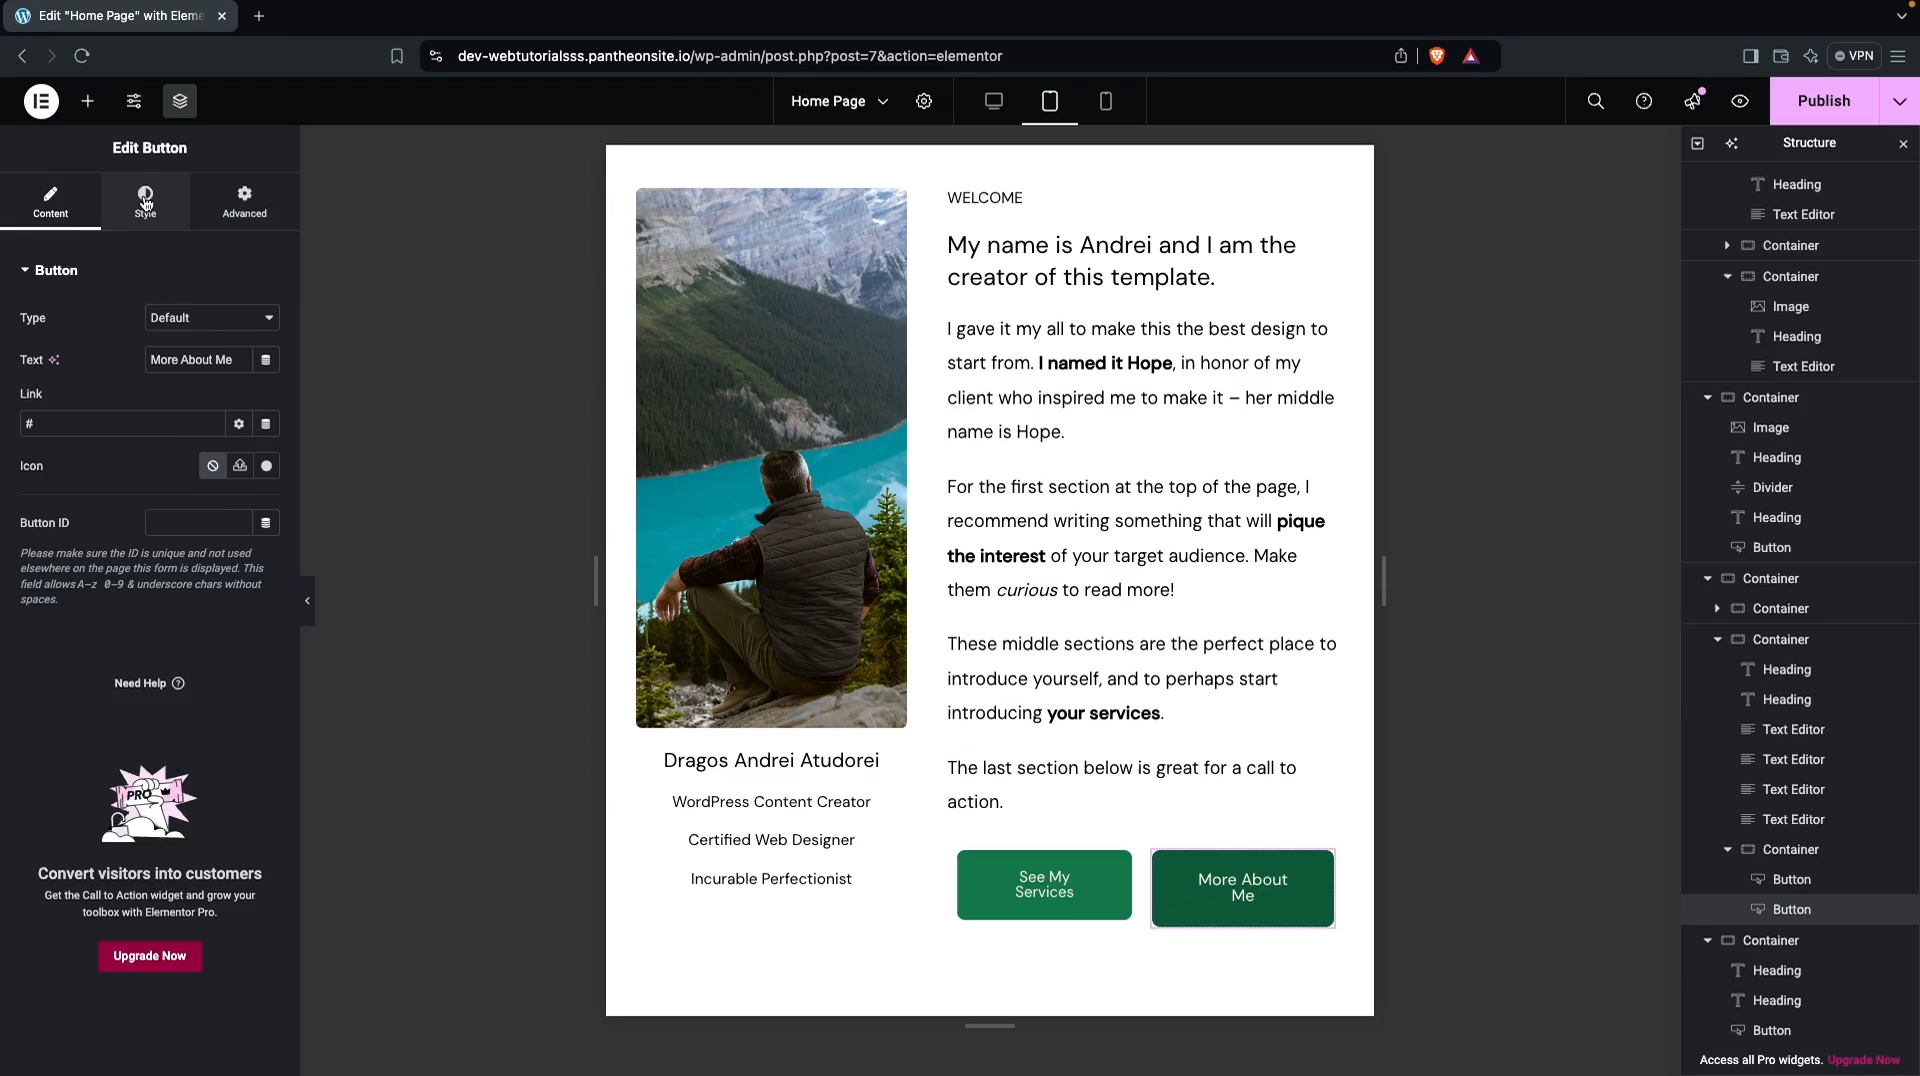 Edit "Home Page" with Eleme
dev-webtutorialsss.pantheonsite.io/wp-admin/post.php?post=7&action=elementor
VPN
Home Page
Publish
Edit Button
Content
Style
Advanced
Button
Type
Default
Text
More About Me
Link
#
Icon
Button ID
Please make sure the ID is unique and not used
elsewhere on the page this form is displayed. This
field allows A-z 0-9 & underscore chars without
spaces.
Need Help
PRO
Convert visitors into customers
Get the Call to Action widget and grow your
toolbox with Elementor Pro.
Upgrade Now
Dragos Andrei Atudorei
WordPress Content Creator
Certified Web Designer
Incurable Perfectionist
WELCOME
My name is Andrei and I am the
creator of this template.
I gave it my all to make this the best design to
start from. I named it Hope, in honor of my
client who inspired me to make it – her middle
name is Hope.
For the first section at the top of the page, I
recommend writing something that will pique
the interest of your target audience. Make
them curious to read more!
These middle sections are the perfect place to
introduce yourself, and to perhaps start
introducing your services.
The last section below is great for a call to
action.
See My
Services
More About
Me
Structure
Heading
Text Editor
Container
Container
Image
Heading
Text Editor
Container
Image
Heading
Divider
Heading
Button
Container
Container
Container
Heading
Heading
Text Editor
Text Editor
Text Editor
Text Editor
Container
Button
Button
Container
Heading
Heading
Button
Access all Pro widgets. Upgrade Now